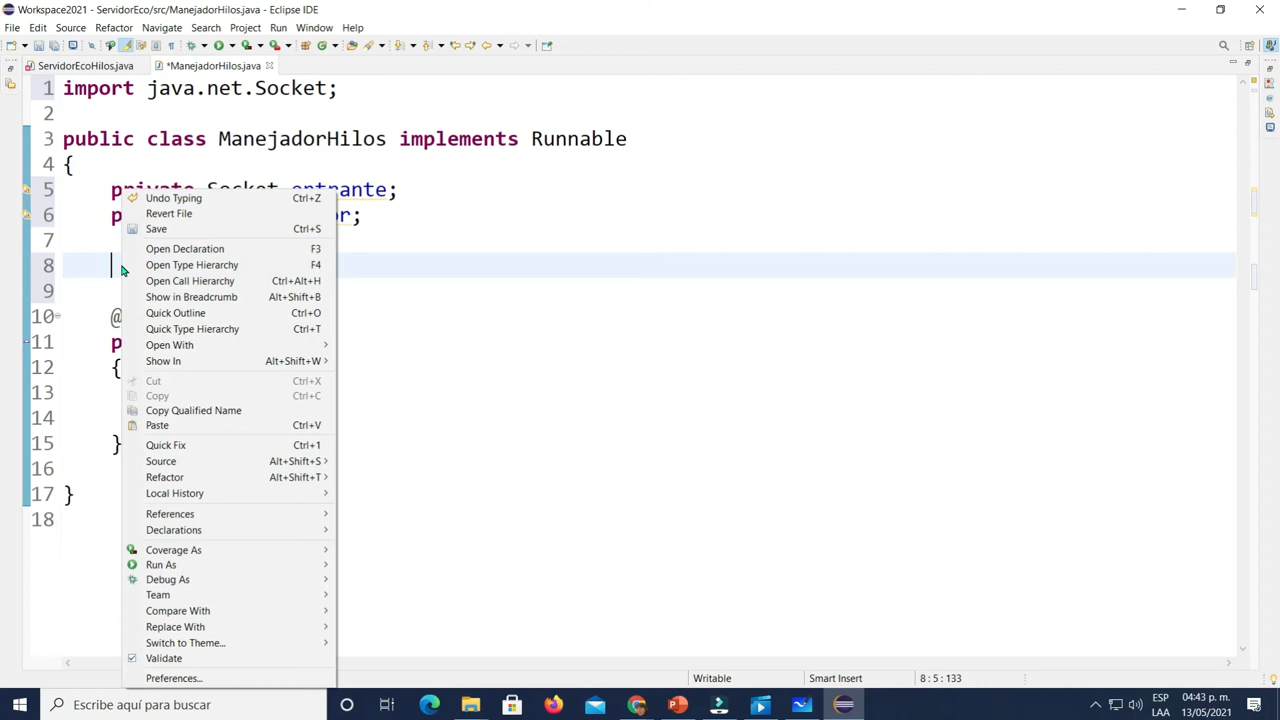 Workspace2021 - ServidorEco/src/ManejadorHilos.java - Eclipse IDE
File Edit Source Refactor Navigate Search Project Run Window Help
ServidorEcoHilos.java *ManejadorHilos.java
1 import java.net.Socket;
2
3 public class ManejadorHilos implements Runnable
4 {
5 private Socket entrante;
6 p or;
7
8
9
10 @
11 p
12 {
13
14
15 }
16
17 }
18
Undo Typing Ctrl+Z
Revert File
Save Ctrl+S
Open Declaration F3
Open Type Hierarchy F4
Open Call Hierarchy Ctrl+Alt+H
Show in Breadcrumb Alt+Shift+B
Quick Outline Ctrl+O
Quick Type Hierarchy Ctrl+T
Open With
Show In Alt+Shift+W
Cut Ctrl+X
Copy Ctrl+C
Copy Qualified Name
Paste Ctrl+V
Quick Fix Ctrl+1
Source Alt+Shift+S
Refactor Alt+Shift+T
Local History
References
Declarations
Coverage As
Run As
Debug As
Team
Compare With
Replace With
Switch to Theme...
Validate
Preferences...
Writable Smart Insert 8 : 5 : 133
Escribe aquí para buscar
ESP 04:43 p. m.
LAA 13/05/2021